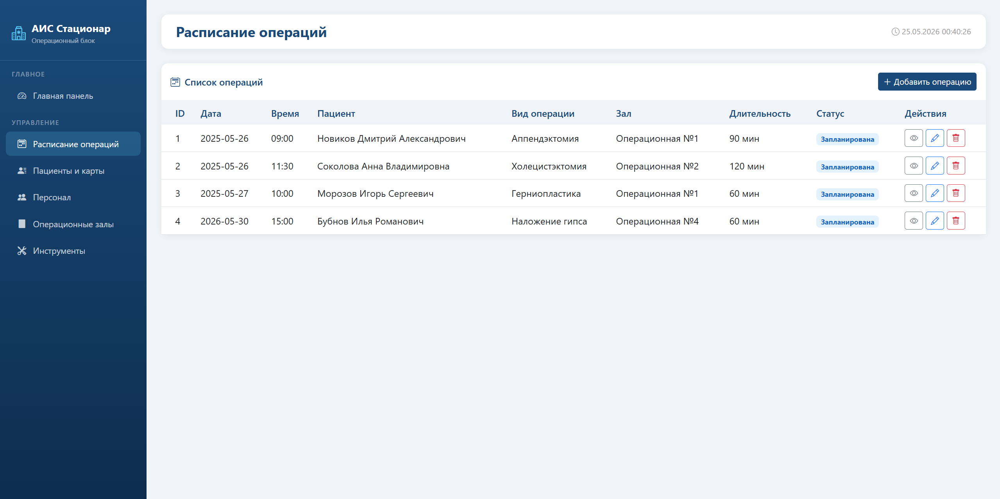 АИС Стационар
Операционный блок
ГЛАВНОЕ
Главная панель
УПРАВЛЕНИЕ
Расписание операций
Пациенты и карты
Персонал
Операционные залы
Инструменты
Расписание операций
25.05.2026 00:40:26
Список операций
+ Добавить операцию
ID Дата Время Пациент Вид операции Зал Длительность Статус Действия
1 2025-05-26 09:00 Новиков Дмитрий Александрович Аппендэктомия Операционная №1 90 мин Запланирована
2 2025-05-26 11:30 Соколова Анна Владимировна Холецистэктомия Операционная №2 120 мин Запланирована
3 2025-05-27 10:00 Морозов Игорь Сергеевич Герниопластика Операционная №1 60 мин Запланирована
4 2026-05-30 15:00 Бубнов Илья Романович Наложение гипса Операционная №4 60 мин Запланирована